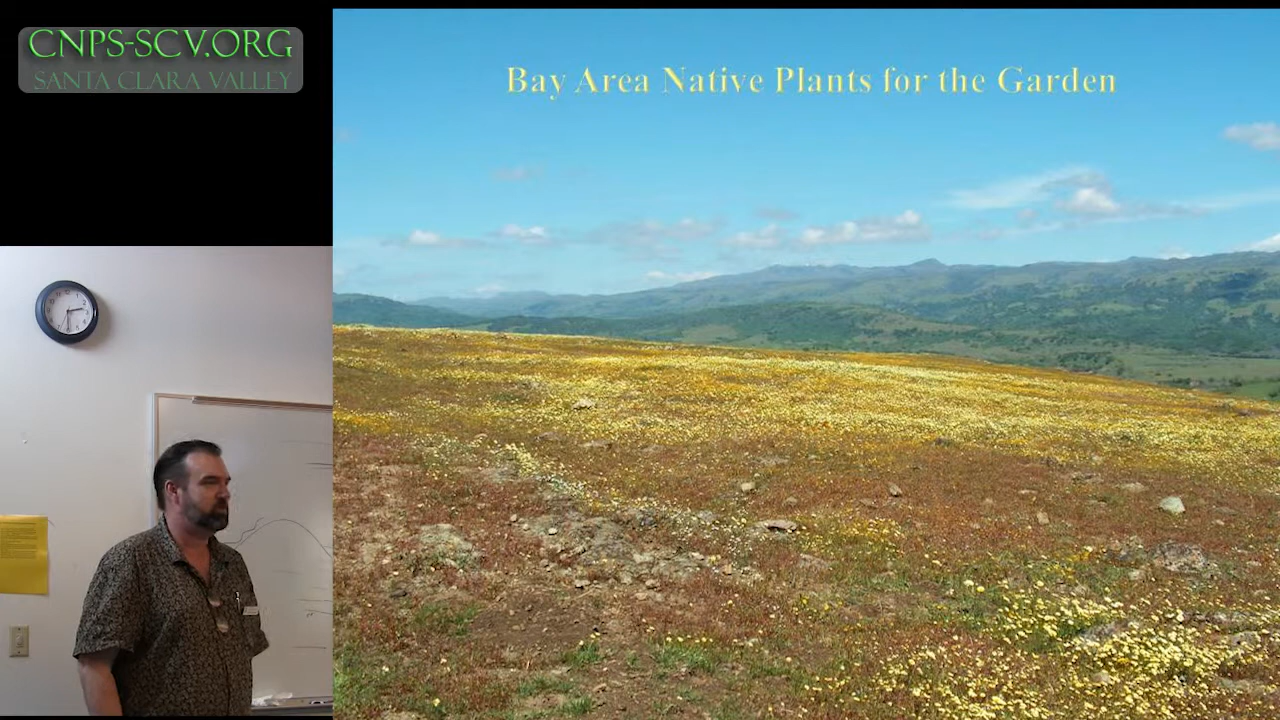 CNPS-SCV.ORG
SANTA CLARA VALLEY
Bay Area Native Plants for the Garden